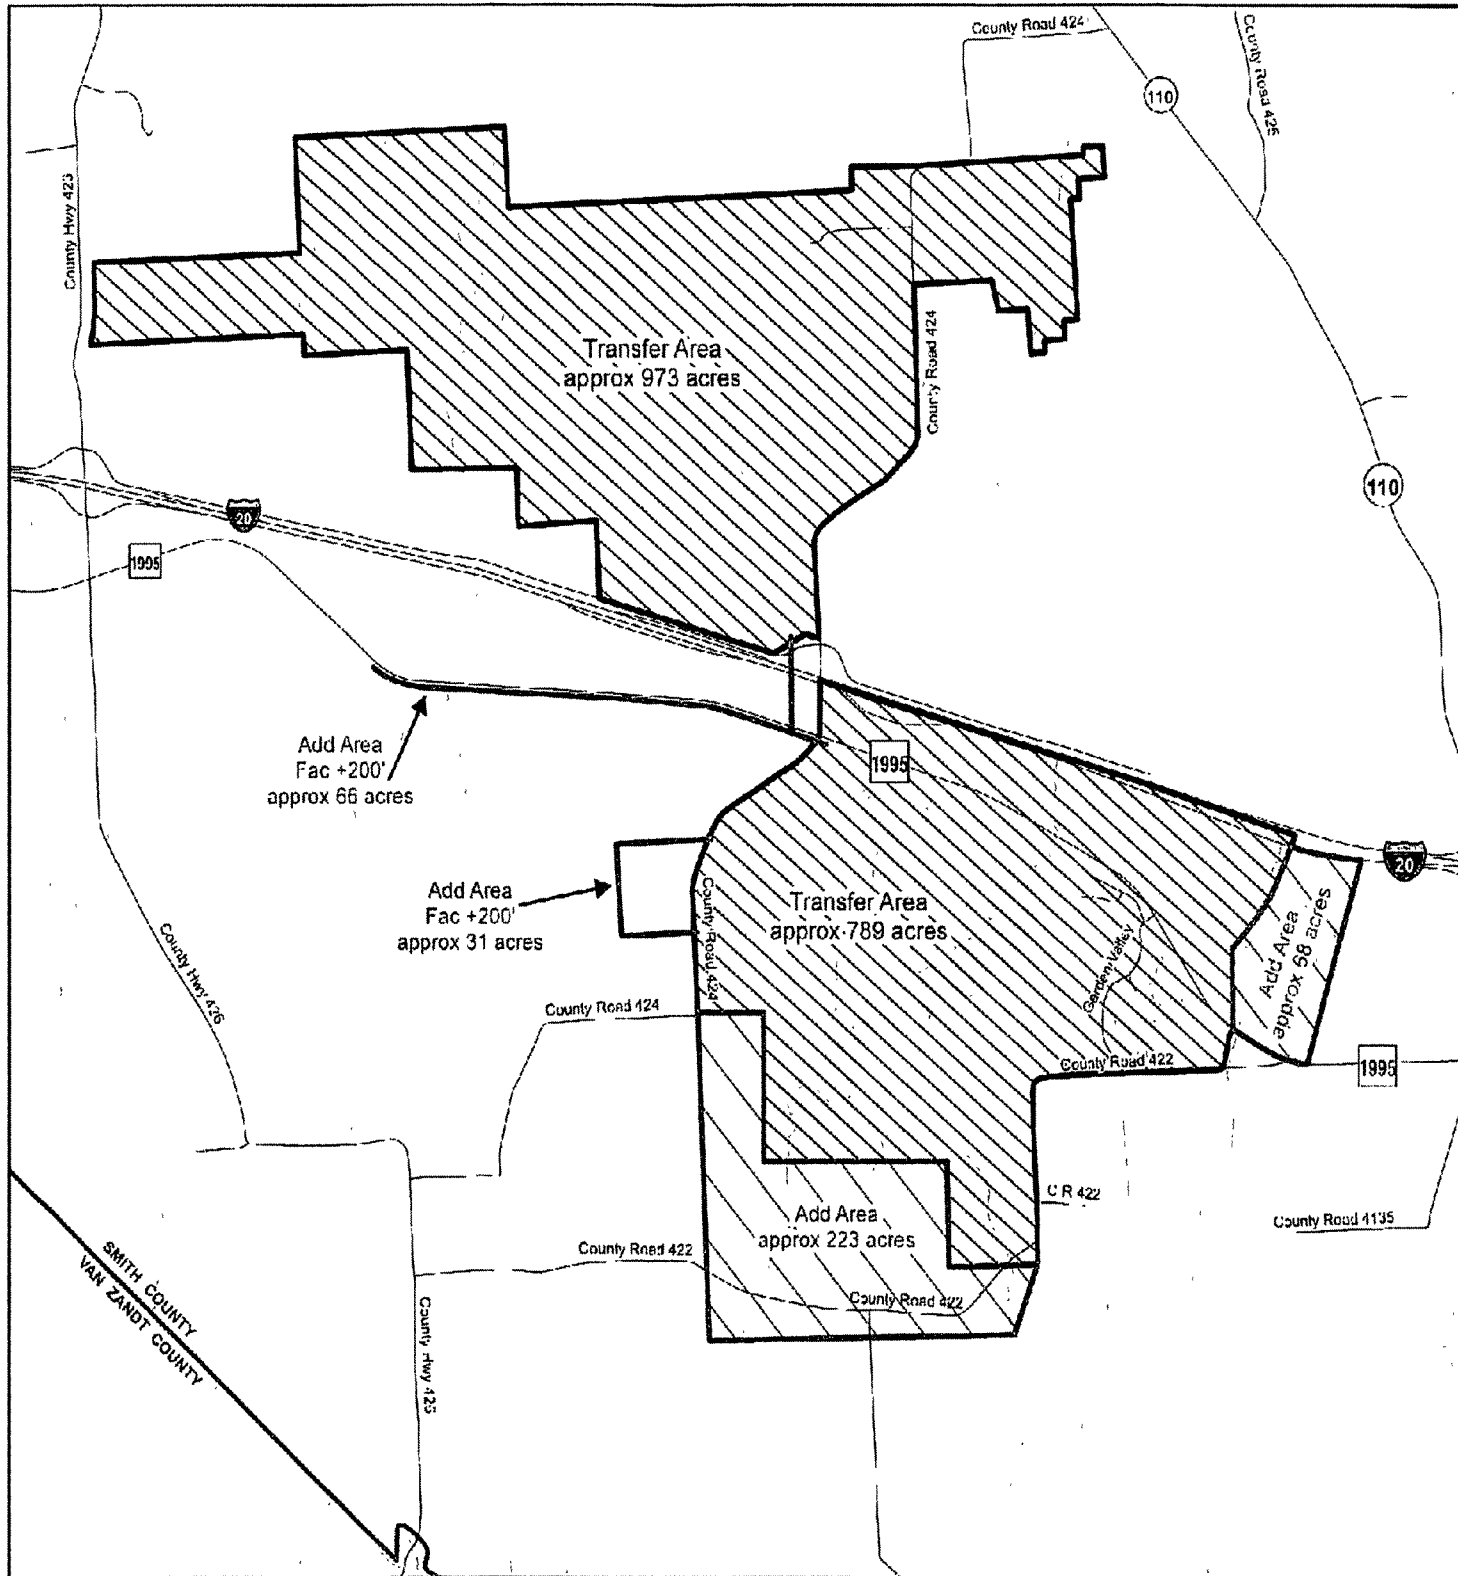 County Road 424
110
County Road 426
County Hwy 423
Transfer Area
approx 973 acres
County Road 424
110
20
1995
Add Area
Fac +200'
approx 66 acres
1995
20
Add Area
Fac +200'
approx 31 acres
Transfer Area
approx 789 acres
County Road 424
Garden Valley
Add Area
approx 68 acres
County Hwy 426
County Road 424
County Road 422
1995
C R 422
County Road 4135
Add Area
approx 223 acres
County Road 422
County Road 422
SMITH COUNTY
VAN ZANDT COUNTY
County Hwy 426